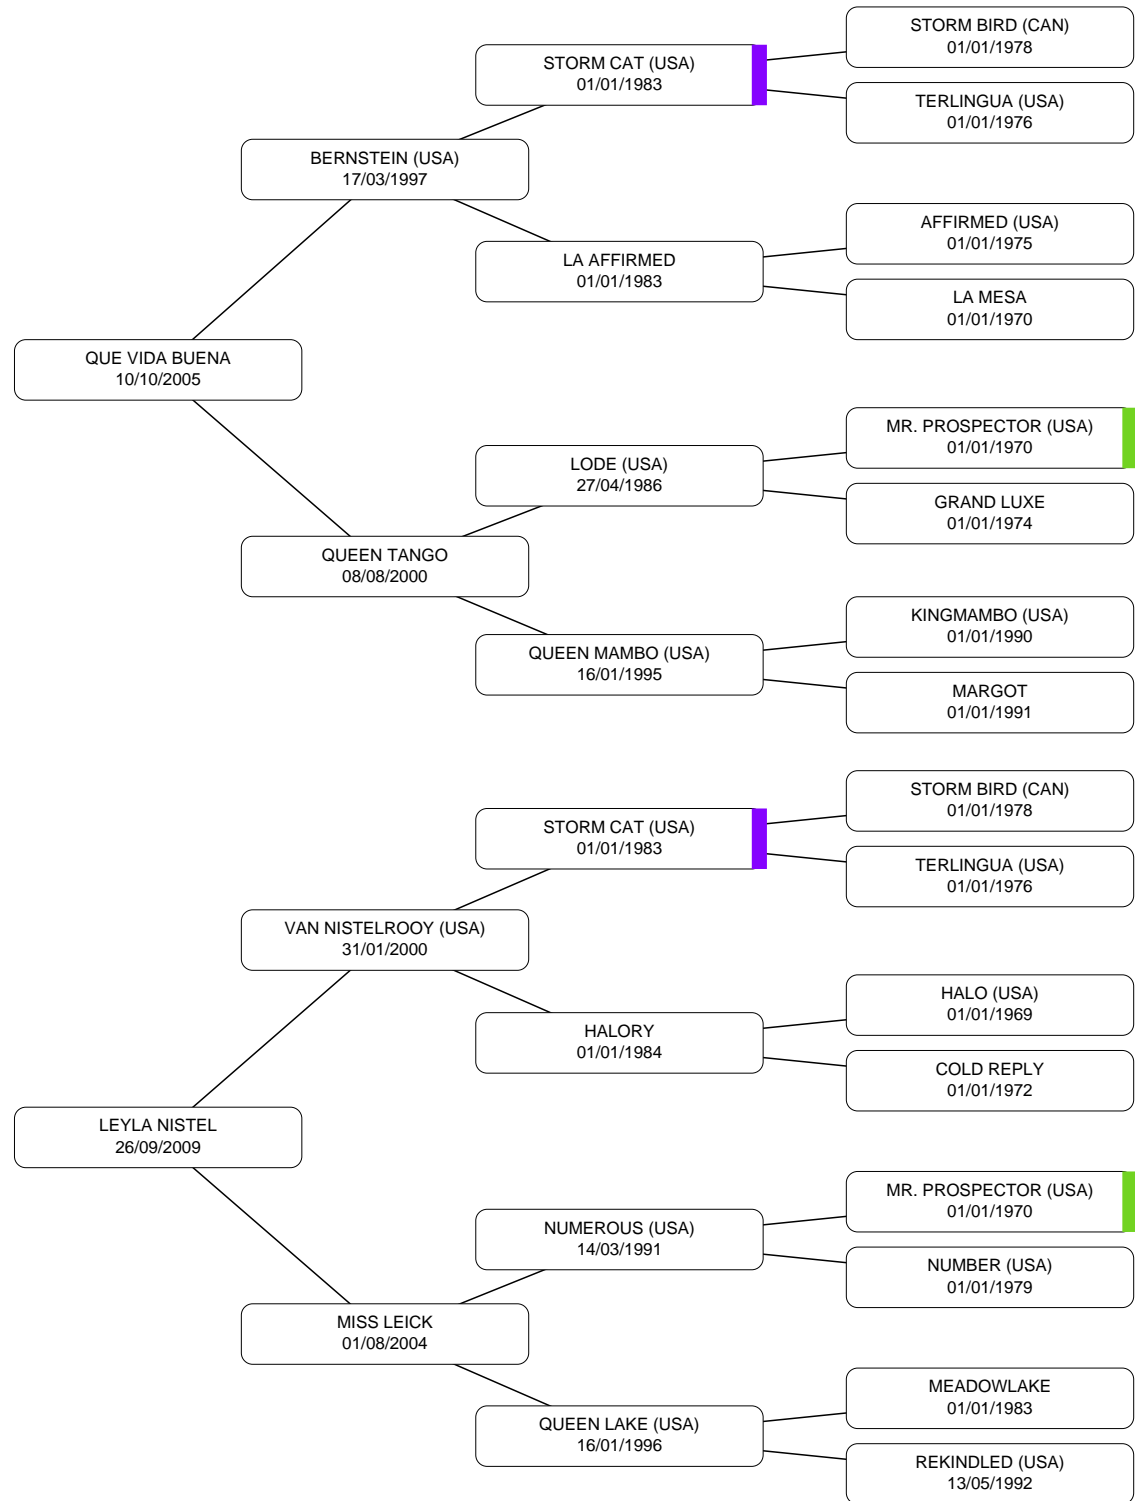 STORM BIRD (CAN)
01/01/1978
STORM CAT (USA)
01/01/1983
TERLINGUA (USA)
01/01/1976
BERNSTEIN (USA)
17/03/1997
AFFIRMED (USA)
01/01/1975
LA AFFIRMED
01/01/1983
LA MESA
01/01/1970
QUE VIDA BUENA
10/10/2005
MR. PROSPECTOR (USA)
01/01/1970
LODE (USA)
27/04/1986
GRAND LUXE
01/01/1974
QUEEN TANGO
08/08/2000
KINGMAMBO (USA)
01/01/1990
QUEEN MAMBO (USA)
16/01/1995
MARGOT
01/01/1991
STORM BIRD (CAN)
01/01/1978
STORM CAT (USA)
01/01/1983
TERLINGUA (USA)
01/01/1976
VAN NISTELROOY (USA)
31/01/2000
HALO (USA)
01/01/1969
HALORY
01/01/1984
COLD REPLY
01/01/1972
LEYLA NISTEL
26/09/2009
MR. PROSPECTOR (USA)
01/01/1970
NUMEROUS (USA)
14/03/1991
NUMBER (USA)
01/01/1979
MISS LEICK
01/08/2004
MEADOWLAKE
01/01/1983
QUEEN LAKE (USA)
16/01/1996
REKINDLED (USA)
13/05/1992